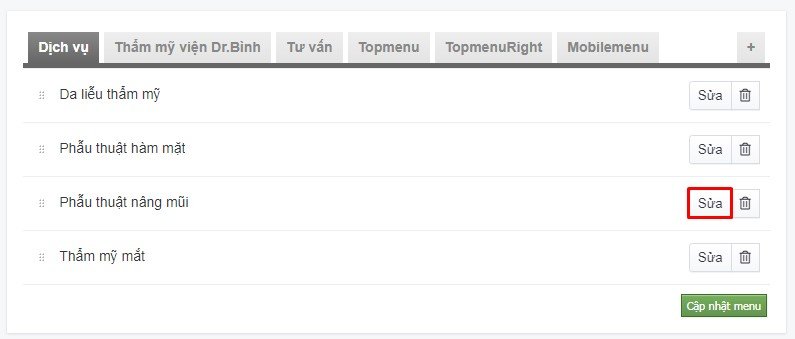 Dịch vụ Thẩm mỹ viện Dr.Bình Tư vấn Topmenu TopmenuRight Mobilemenu +
Da liễu thẩm mỹ Sửa
Phẫu thuật hàm mặt Sửa
Phẫu thuật nâng mũi Sửa
Thẩm mỹ mắt Sửa
Cập nhật menu